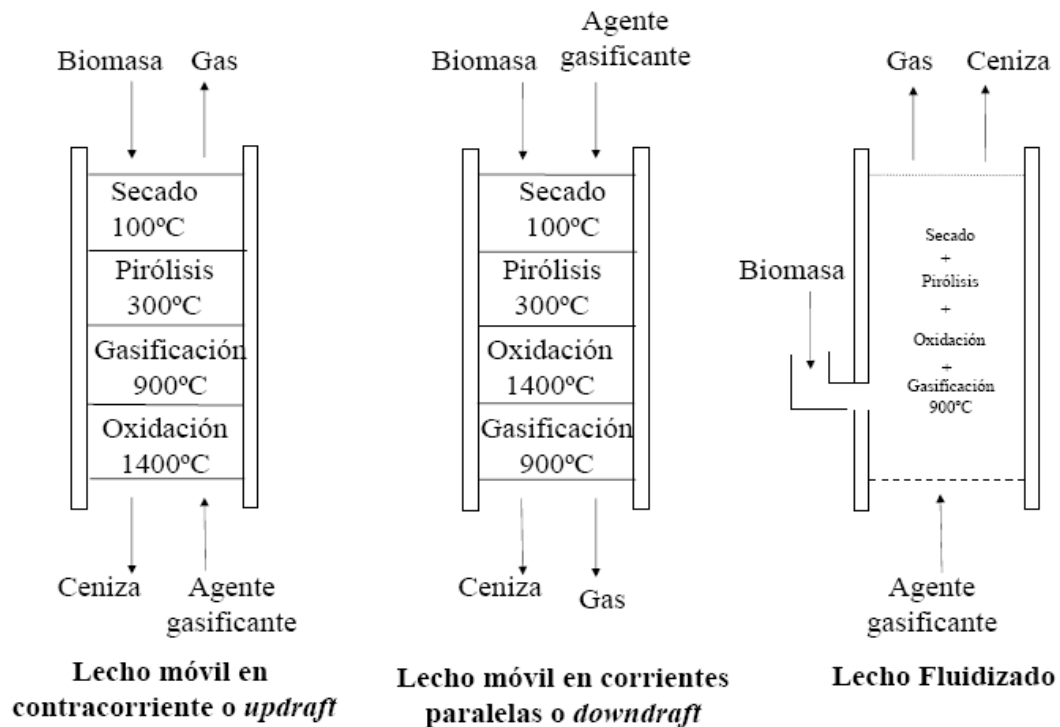 Biomasa
Gas
Secado
100ºC
Pirólisis
300ºC
Gasificación
900ºC
Oxidación
1400ºC
Ceniza
Agente
gasificante
Lecho móvil en
contracorriente o updraft
Biomasa
Agente
gasificante
Secado
100ºC
Pirólisis
300ºC
Oxidación
1400ºC
Gasificación
900ºC
Ceniza
Gas
Lecho móvil en corrientes
paralelas o downdraft
Gas
Ceniza
Biomasa
Secado
+
Pirólisis
+
Oxidación
+
Gasificación
900ºC
Agente
gasificante
Lecho Fluidizado